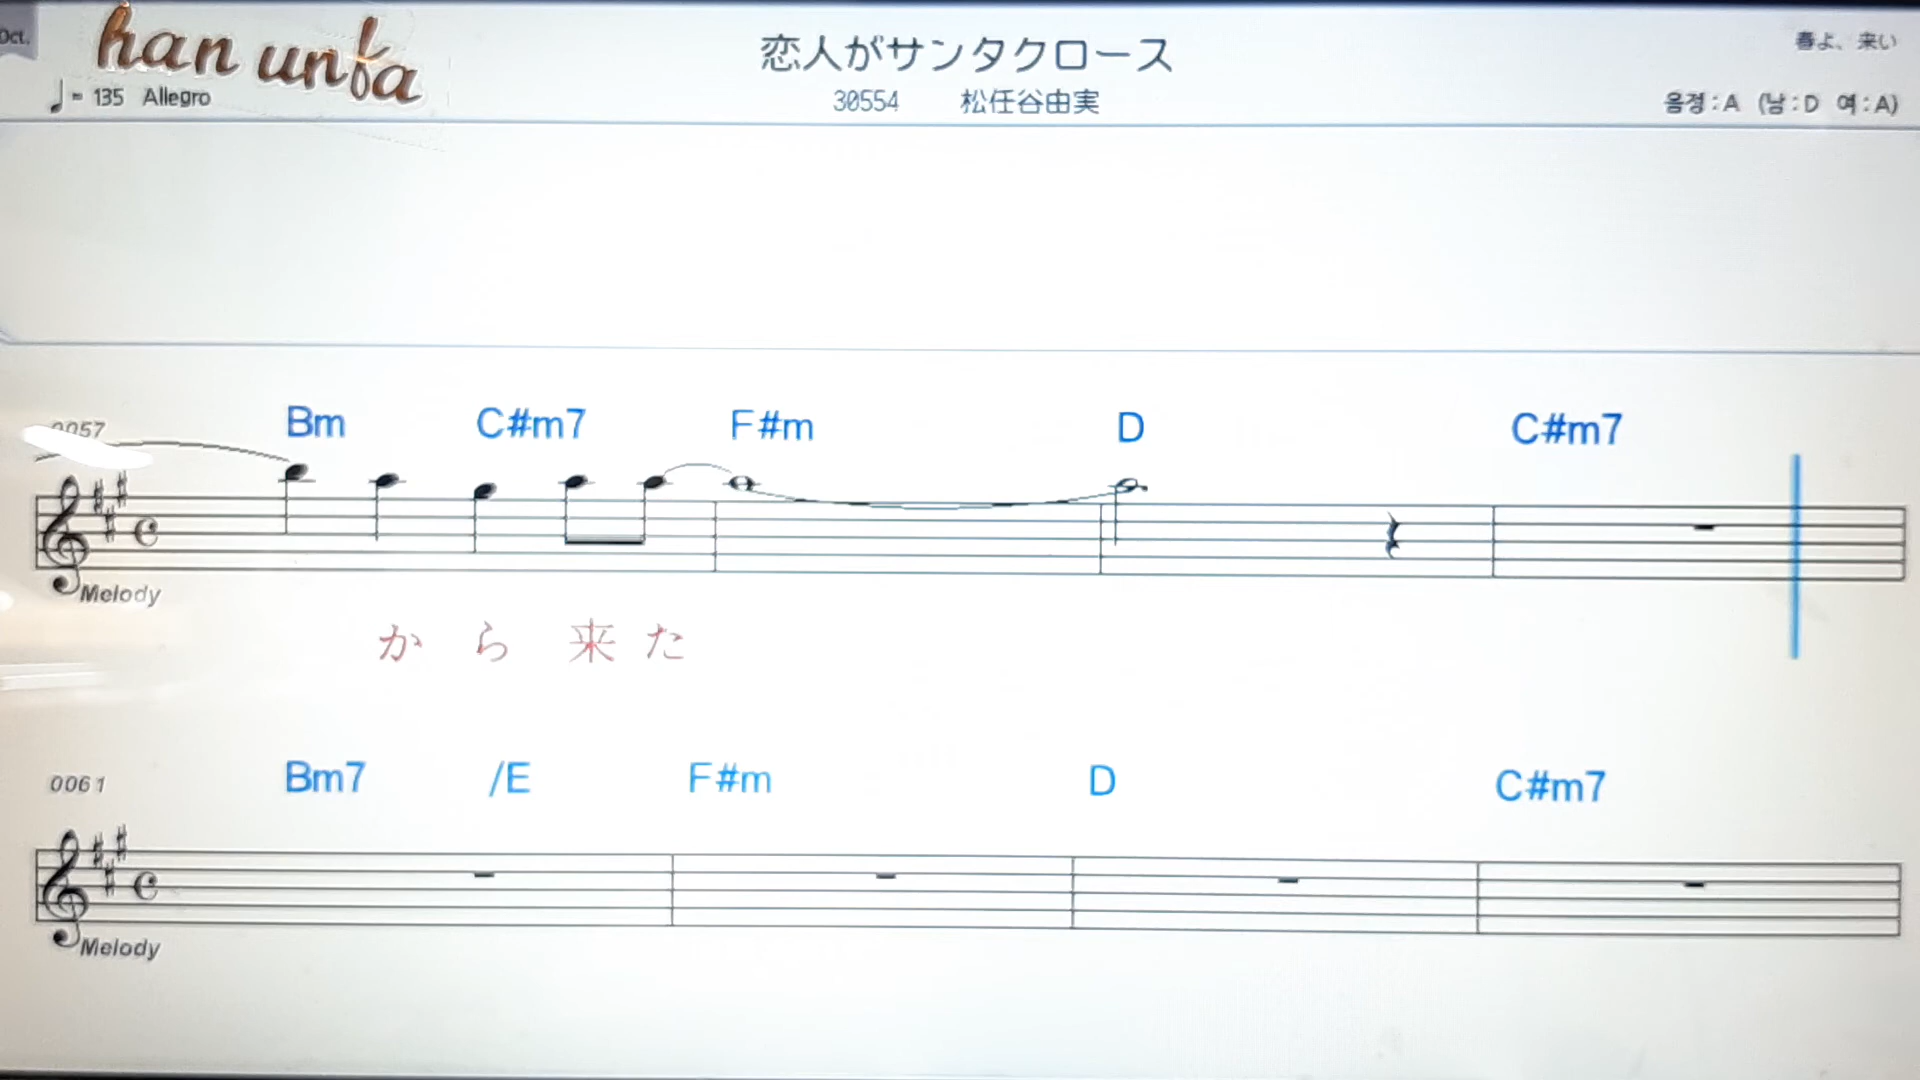 Oct.
han unfa
恋人がサンタクロース
春よ、来い
♩= 135 Allegro
30554 松任谷由実
음정:A (남:D 여:A)
0057
Bm C#m7 F#m D C#m7
Melody
か ら 来 た
0061
Bm7 /E F#m D C#m7
Melody